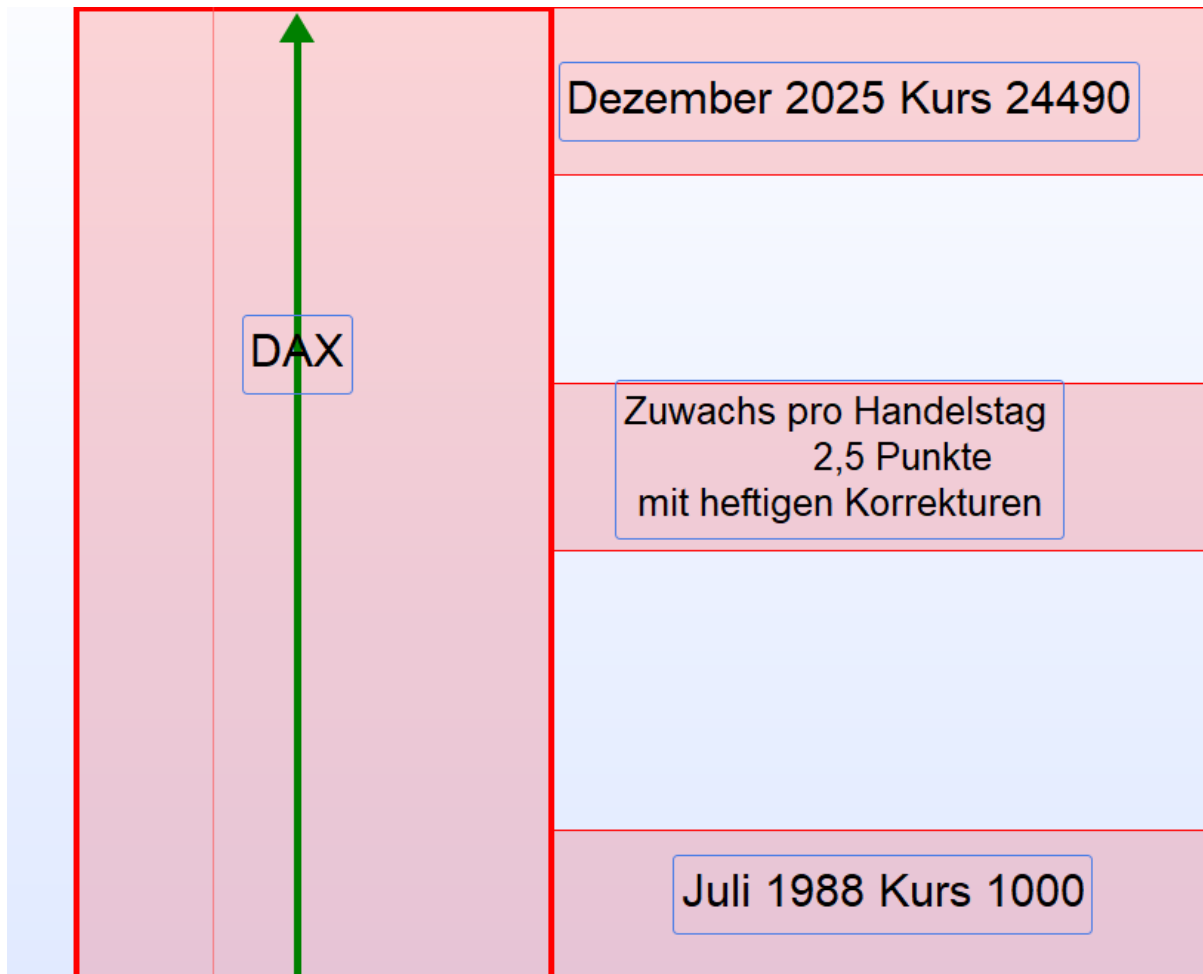 Dezember 2025 Kurs 24490
DAX
Zuwachs pro Handelstag
2,5 Punkte
mit heftigen Korrekturen
Juli 1988 Kurs 1000